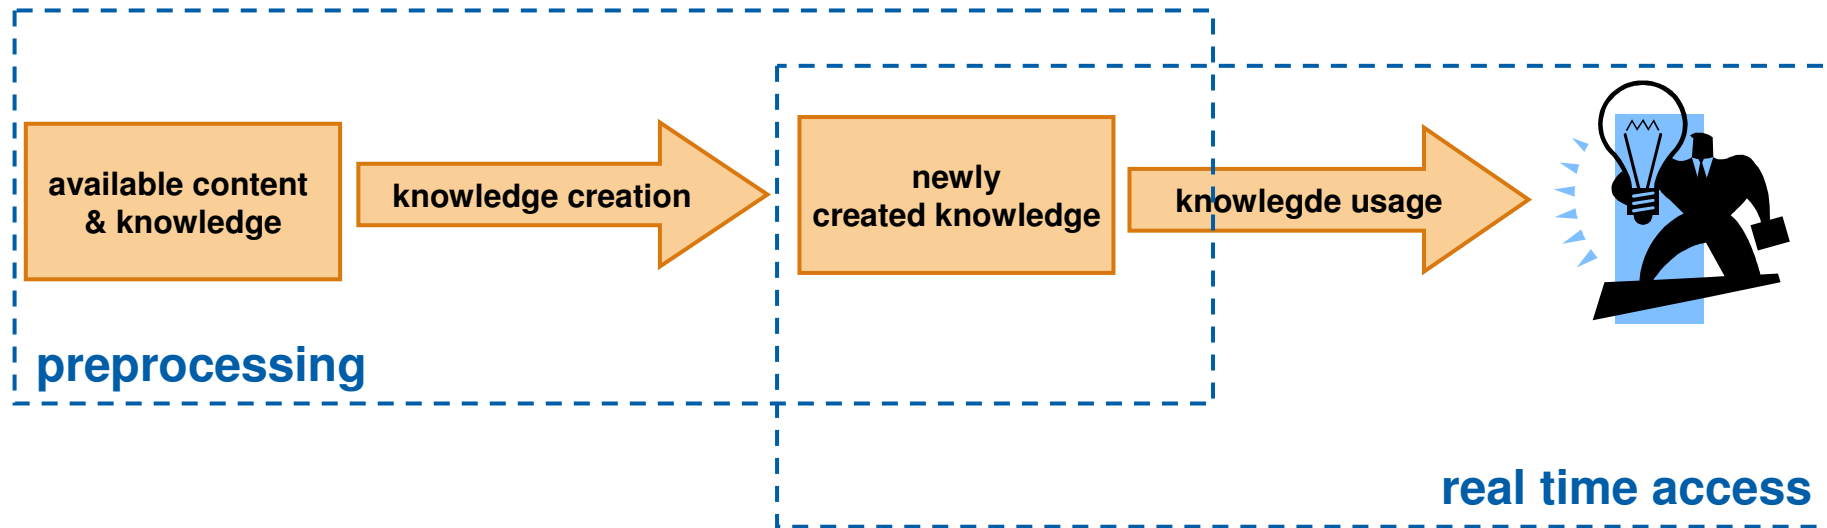 available content
& knowledge
knowledge creation
newly
created knowledge
knowlegde usage
preprocessing
real time access